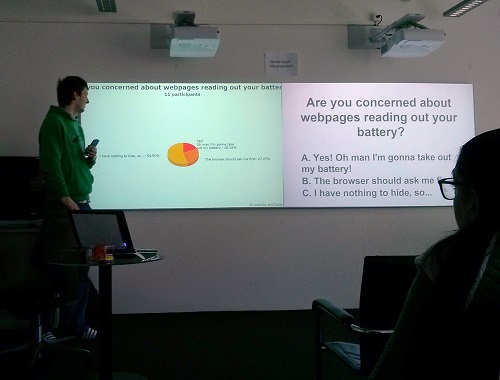 you concerned about webpages reading out your batter
11 participants
Yes!
Oh man I'm gonna take
out my battery!
I have nothing to hide, so...
The browser should ask me first
Are you concerned about
webpages reading out your
battery?
A. Yes! Oh man I'm gonna take out
my battery!
B. The browser should ask me
C. I have nothing to hide, so...